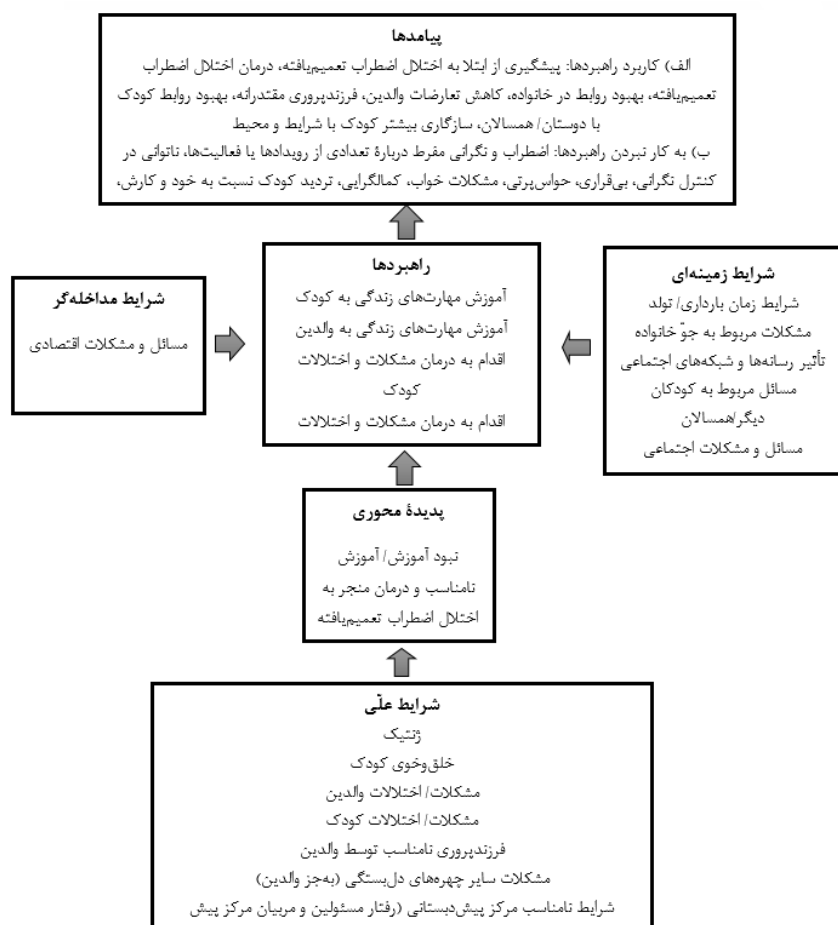 پیامدها
الف) کاربرد راهبردها: پیشگیری از ابتلا به اختلال اضطراب تعمیم‌یافته، درمان اختلال اضطراب
تعمیم‌یافته، بهبود روابط در خانواده، کاهش تعارضات والدین، فرزندپروری مقتدرانه، بهبود روابط کودک
با دوستان/ همسالان، سازگاری بیشتر کودک با شرایط و محیط
ب) به کار نبردن راهبردها: اضطراب و نگرانی مفرط دربارهٔ تعدادی از رویدادها یا فعالیت‌ها، ناتوانی در
کنترل نگرانی، بی‌قراری، حواس‌پرتی، مشکلات خواب، کمالگرایی، تردید کودک نسبت به خود و کارش،
شرایط زمینه‌ای
شرایط زمان بارداری/ تولد
مشکلات مربوط به جوّ خانواده
تأثیر رسانه‌ها و شبکه‌های اجتماعی
مسائل مربوط به کودکان
دیگر/همسالان
مسائل و مشکلات اجتماعی
راهبردها
آموزش مهارت‌های زندگی به کودک
آموزش مهارت‌های زندگی به والدین
اقدام به درمان مشکلات و اختلالات
کودک
اقدام به درمان مشکلات و اختلالات
شرایط مداخله‌گر
مسائل و مشکلات اقتصادی
پدیدهٔ محوری
نبود آموزش/ آموزش
نامناسب و درمان منجر به
اختلال اضطراب تعمیم‌یافته
شرایط علّی
ژنتیک
خلق‌وخوی کودک
مشکلات/ اختلالات والدین
مشکلات/ اختلالات کودک
فرزندپروری نامناسب توسط والدین
مشکلات سایر چهره‌های دل‌بستگی (به‌جز والدین)
شرایط نامناسب مرکز پیش‌دبستانی (رفتار مسئولین و مربیان مرکز پیش